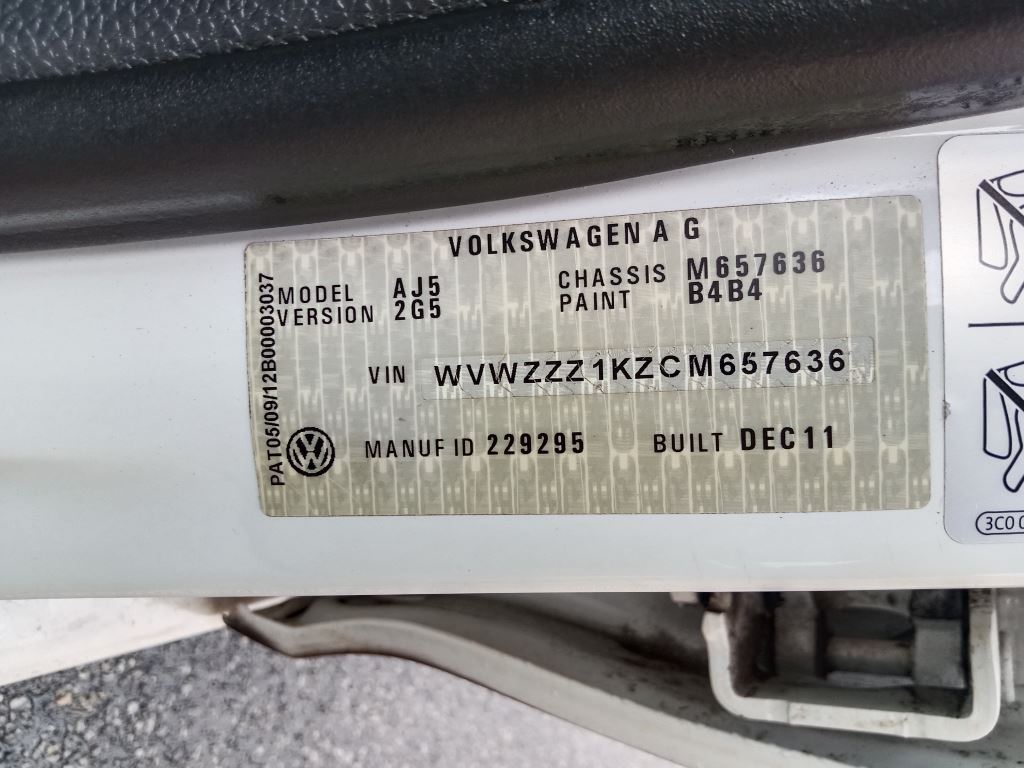 VOLKSWAGEN A G
MODEL AJ5
VERSION 2G5
CHASSIS M657636
PAINT B4B4
VIN WVWZZZ1KZCM657636
MANUF ID 229295 BUILT DEC11
PAT05/09/12B00003037
3C0